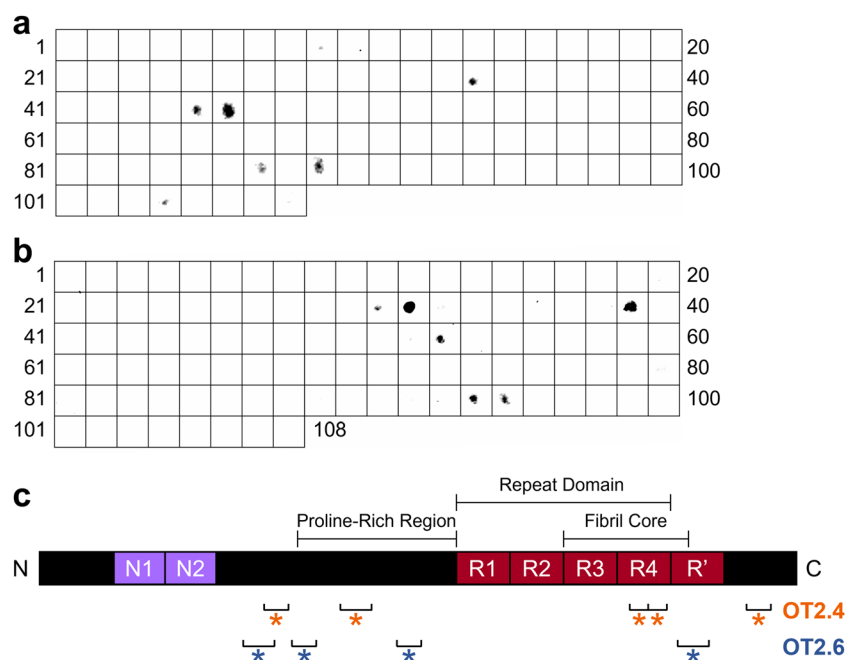 a
1 20
21 40
41 60
61 80
81 100
101
b
1 20
21 40
41 60
61 80
81 100
101 108
c
Repeat Domain
Proline-Rich Region Fibril Core
N N1 N2 R1 R2 R3 R4 R' C
* * * * * OT2.4
* * * * OT2.6